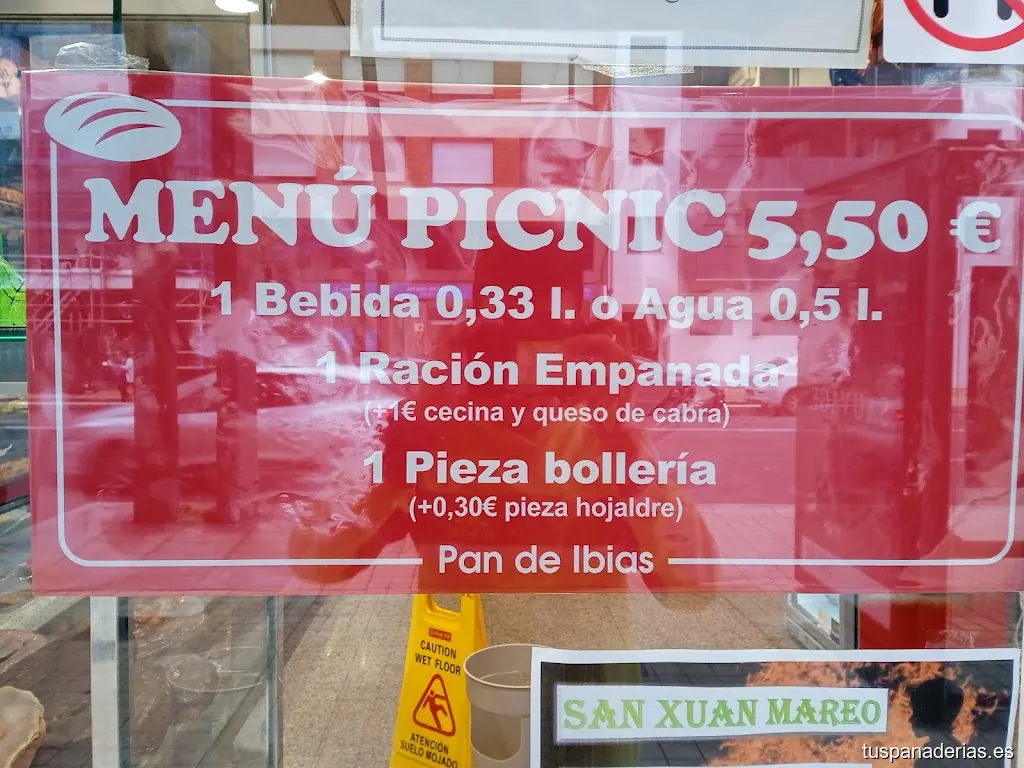 MENÚ PICNIC 5,50 €
1 Bebida 0,33 l. o Agua 0,5 l.
1 Ración Empanada
(+1€ cecina y queso de cabra)
1 Pieza bollería
(+0,30€ pieza hojaldre)
Pan de Ibias
CAUTION
WET FLOOR
ATENCIÓN
SUELO MOJADO
SAN XUAN MAREO
tuspanaderias.es